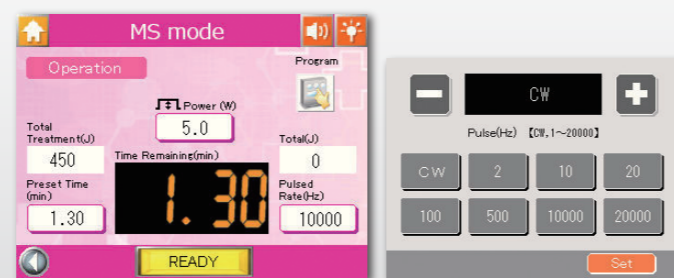 MS mode
Operation
Program
Power (W)
5.0
Total
Treatment(J)
450
Time Remaining(min)
1.30
Total(J)
0
Preset Time
(min)
1.30
Pulsed
Rate(Hz)
10000
READY
CW
Pulse(Hz) 【CW,1~20000】
CW 2 10 20
100 500 10000 20000
Set